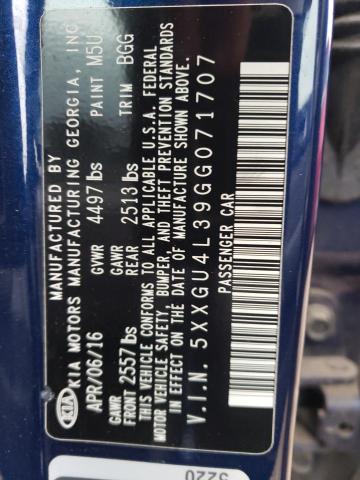 MANUFACTURED BY
KIA KIA MOTORS MANUFACTURING GEORGIA, INC
APR/06/16 GVWR 4497 lbs PAINT M5U
GAWR FRONT 2557 lbs GAWR REAR 2513 lbs TRIM BGG
THIS VEHICLE CONFORMS TO ALL APPLICABLE U.S.A. FEDERAL
MOTOR VEHICLE SAFETY, BUMPER, AND THEFT PREVENTION STANDARDS
IN EFFECT ON THE DATE OF MANUFACTURE SHOWN ABOVE.
V.I.N. 5XXGU4L39GG071707
PASSENGER CAR
5220